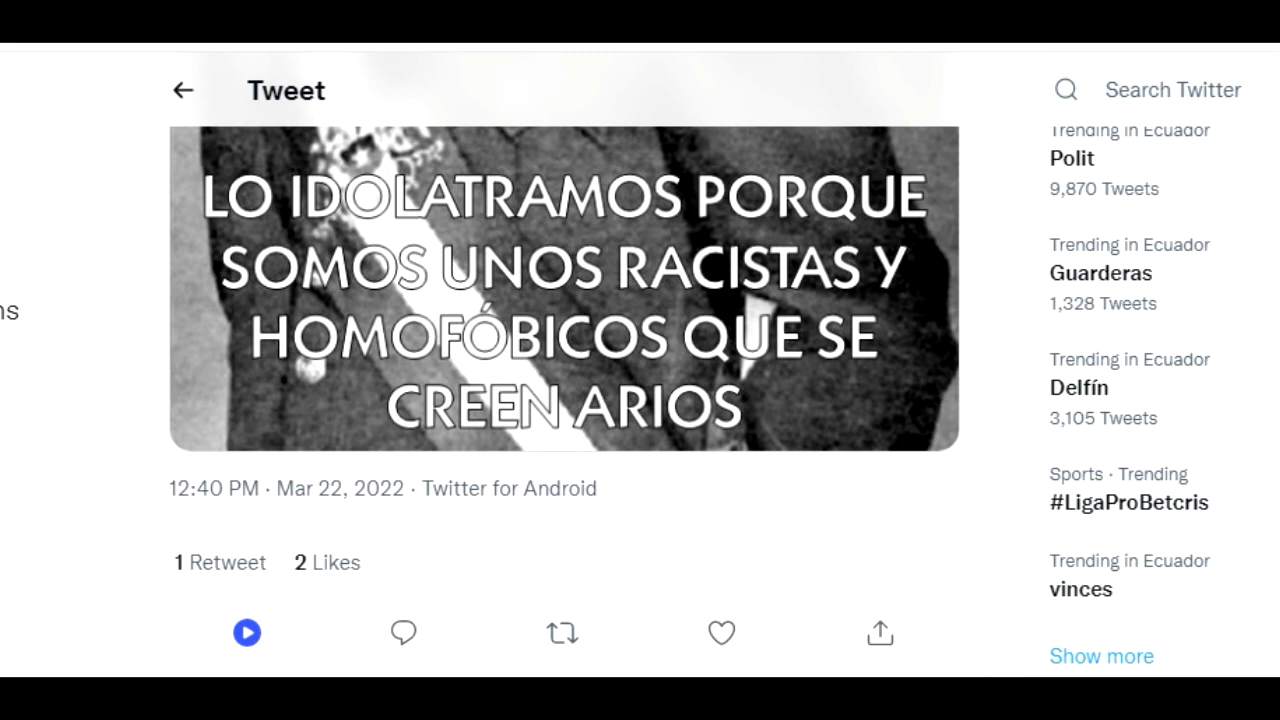 Tweet
Search Twitter
LO IDOLATRAMOS PORQUE
SOMOS UNOS RACISTAS Y
HOMOFÓBICOS QUE SE
CREEN ARIOS
12:40 PM · Mar 22, 2022 · Twitter for Android
1 Retweet 2 Likes
ns
Trending in Ecuador
Polit
9,870 Tweets
Trending in Ecuador
Guarderas
1,328 Tweets
Trending in Ecuador
Delfín
3,105 Tweets
Sports · Trending
#LigaProBetcris
Trending in Ecuador
vinces
Show more